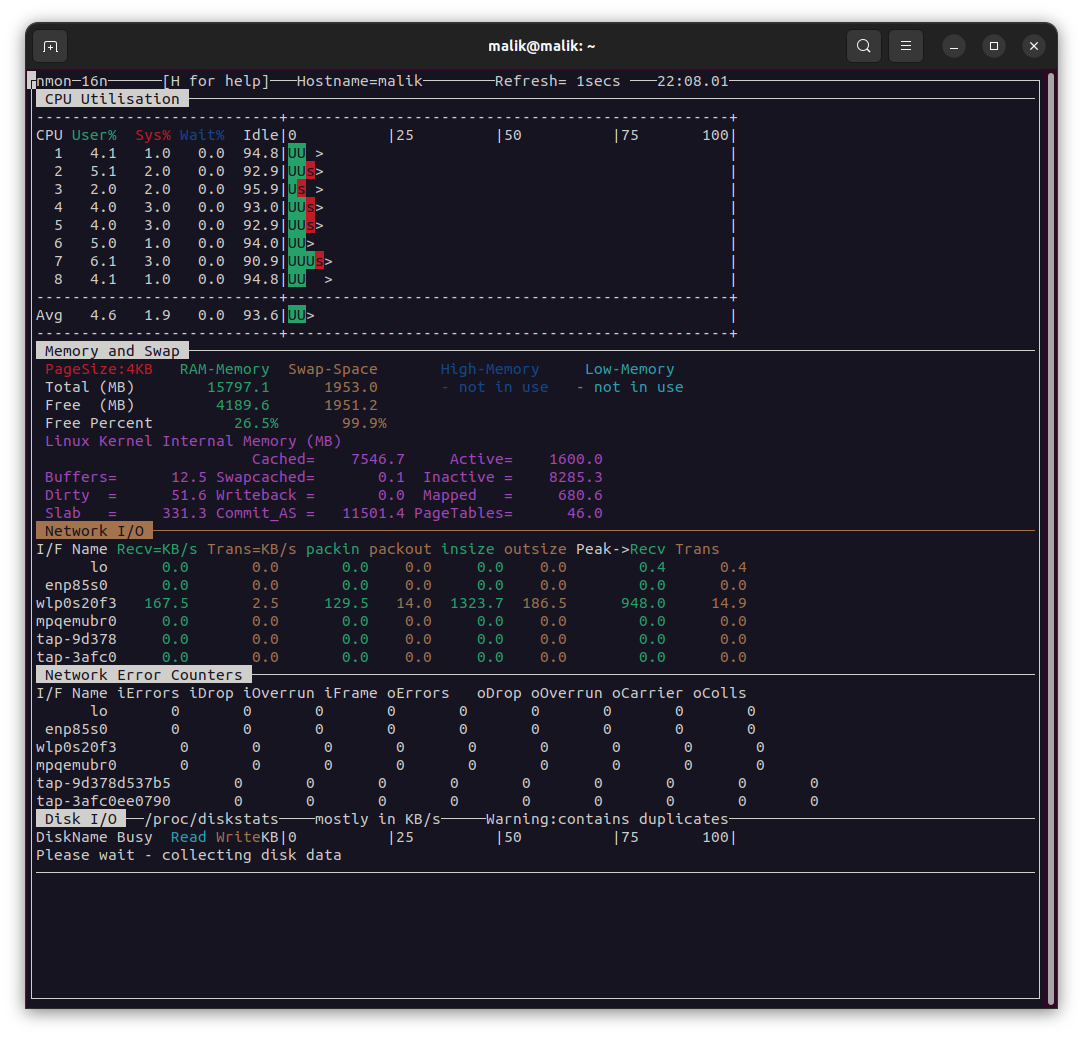 malik@malik: ~
nmon─16n──────[H for help]───Hostname=malik────────Refresh= 1secs ───22:08.01
CPU Utilisation
---------------------------+-------------------------------------------------+
CPU User%  Sys% Wait%  Idle|0          |25         |50          |75       100|
  1   4.1   1.0   0.0  94.8|UU >                                             |
  2   5.1   2.0   0.0  92.9|UUs>                                             |
  3   2.0   2.0   0.0  95.9|Us >                                             |
  4   4.0   3.0   0.0  93.0|UUs>                                             |
  5   4.0   3.0   0.0  92.9|UUs>                                             |
  6   5.0   1.0   0.0  94.0|UU>                                              |
  7   6.1   3.0   0.0  90.9|UUUs>                                            |
  8   4.1   1.0   0.0  94.8|UU  >                                            |
---------------------------+-------------------------------------------------+
Avg   4.6   1.9   0.0  93.6|UU>                                              |
---------------------------+-------------------------------------------------+
Memory and Swap
PageSize:4KB   RAM-Memory  Swap-Space       High-Memory     Low-Memory
Total (MB)        15797.1      1953.0       - not in use   - not in use
Free  (MB)         4189.6      1951.2
Free Percent         26.5%       99.9%
Linux Kernel Internal Memory (MB)
                       Cached=    7546.7     Active=    1600.0
Buffers=      12.5 Swapcached=       0.1  Inactive =    8285.3
Dirty  =      51.6 Writeback =       0.0  Mapped   =     680.6
Slab   =     331.3 Commit_AS =   11501.4 PageTables=      46.0
Network I/O
I/F Name Recv=KB/s Trans=KB/s packin packout insize outsize Peak->Recv Trans
      lo      0.0       0.0       0.0    0.0     0.0    0.0        0.4      0.4
 enp85s0      0.0       0.0       0.0    0.0     0.0    0.0        0.0      0.0
wlp0s20f3   167.5      2.5     129.5   14.0  1323.7  186.5      948.0     14.9
mpqemubr0     0.0       0.0       0.0    0.0     0.0    0.0        0.0      0.0
tap-9d378     0.0       0.0       0.0    0.0     0.0    0.0        0.0      0.0
tap-3afc0     0.0       0.0       0.0    0.0     0.0    0.0        0.0      0.0
Network Error Counters
I/F Name iErrors iDrop iOverrun iFrame oErrors   oDrop oOverrun oCarrier oColls
      lo       0       0       0       0       0       0       0       0       0
 enp85s0       0       0       0       0       0       0       0       0       0
wlp0s20f3       0       0       0       0       0       0       0       0       0
mpqemubr0       0       0       0       0       0       0       0       0       0
tap-9d378d537b5       0       0       0       0       0       0       0       0       0
tap-3afc0ee0790       0       0       0       0       0       0       0       0       0
Disk I/O ──/proc/diskstats────mostly in KB/s─────Warning:contains duplicates
DiskName Busy  Read WriteKB|0          |25         |50          |75       100|
Please wait - collecting disk data